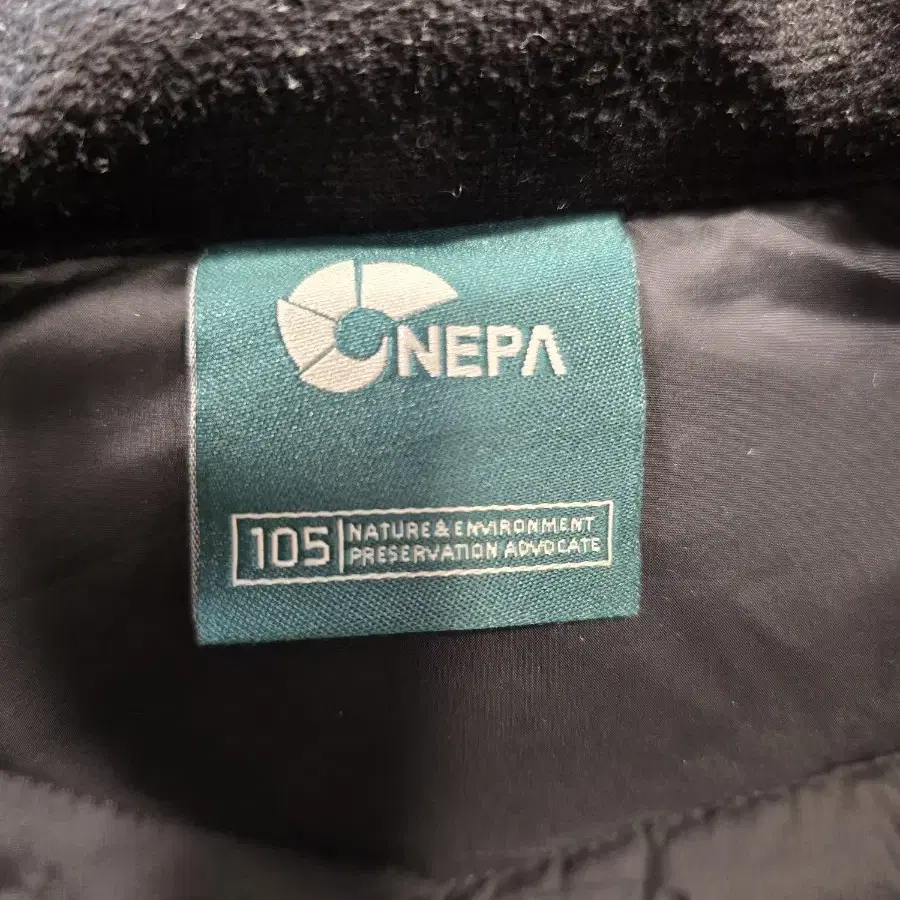 NEPA
105
NATURE & ENVIRONMENT
PRESERVATION ADVOCATE